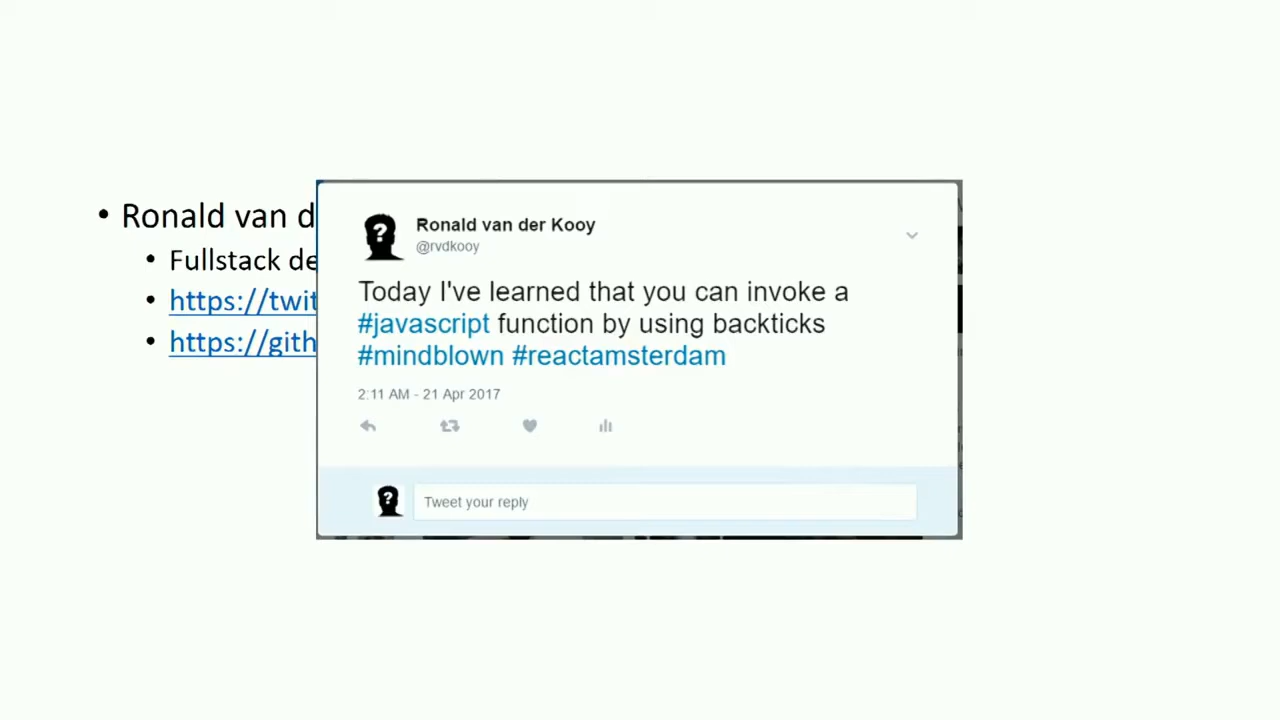 Ronald van d
Fullstack de
https://twit
https://gith
Ronald van der Kooy
@rvdkooy
Today I've learned that you can invoke a
#javascript function by using backticks
#mindblown #reactamsterdam
2:11 AM - 21 Apr 2017
Tweet your reply